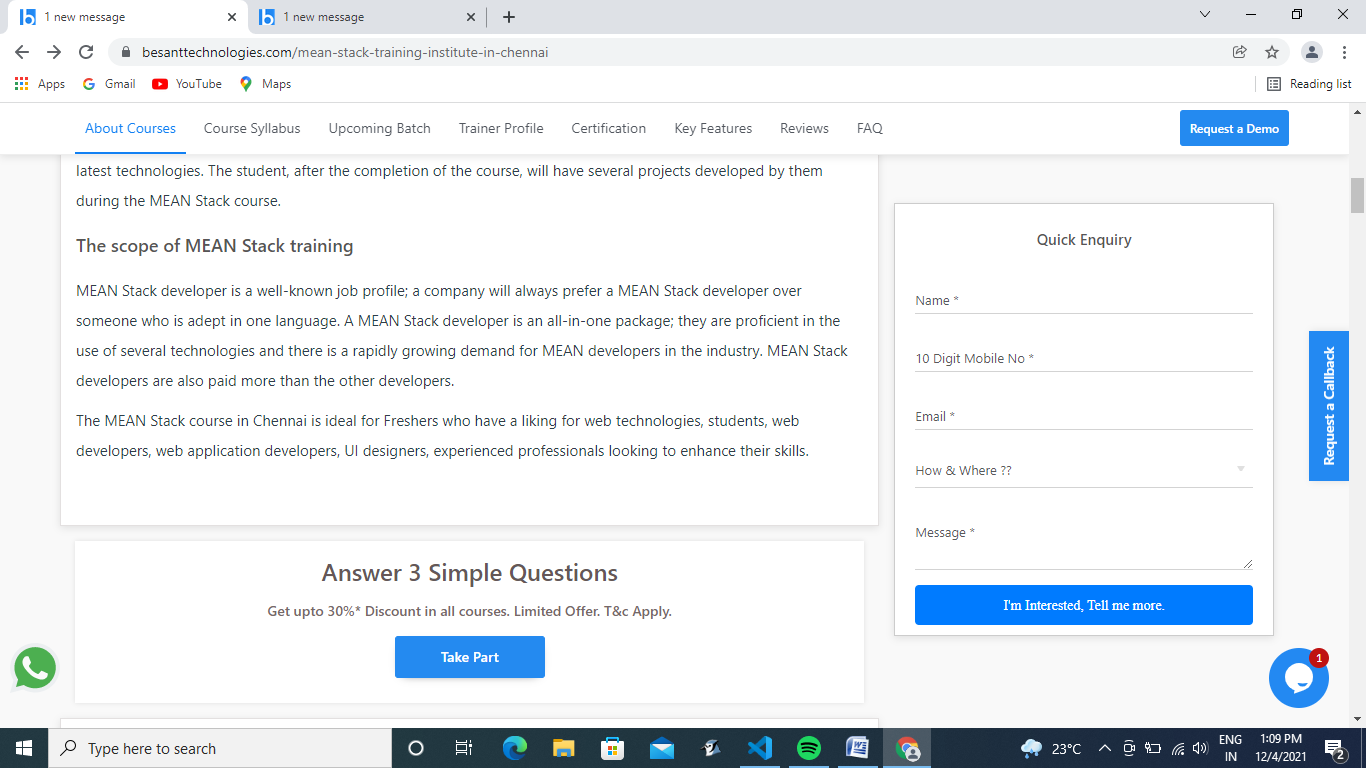 1 new message
1 new message
besanttechnologies.com/mean-stack-training-institute-in-chennai
Apps
Gmail
YouTube
Maps
Reading list
About Courses
Course Syllabus
Upcoming Batch
Trainer Profile
Certification
Key Features
Reviews
FAQ
Request a Demo
latest technologies. The student, after the completion of the course, will have several projects developed by them
during the MEAN Stack course.
The scope of MEAN Stack training
MEAN Stack developer is a well-known job profile; a company will always prefer a MEAN Stack developer over
someone who is adept in one language. A MEAN Stack developer is an all-in-one package; they are proficient in the
use of several technologies and there is a rapidly growing demand for MEAN developers in the industry. MEAN Stack
developers are also paid more than the other developers.
The MEAN Stack course in Chennai is ideal for Freshers who have a liking for web technologies, students, web
developers, web application developers, UI designers, experienced professionals looking to enhance their skills.
Answer 3 Simple Questions
Get upto 30%* Discount in all courses. Limited Offer. T&c Apply.
Take Part
Quick Enquiry
Name *
10 Digit Mobile No *
Email *
How & Where ??
Message *
I'm Interested, Tell me more.
Request a Callback
1
Type here to search
23°C
ENG
IN
1:09 PM
12/4/2021
2